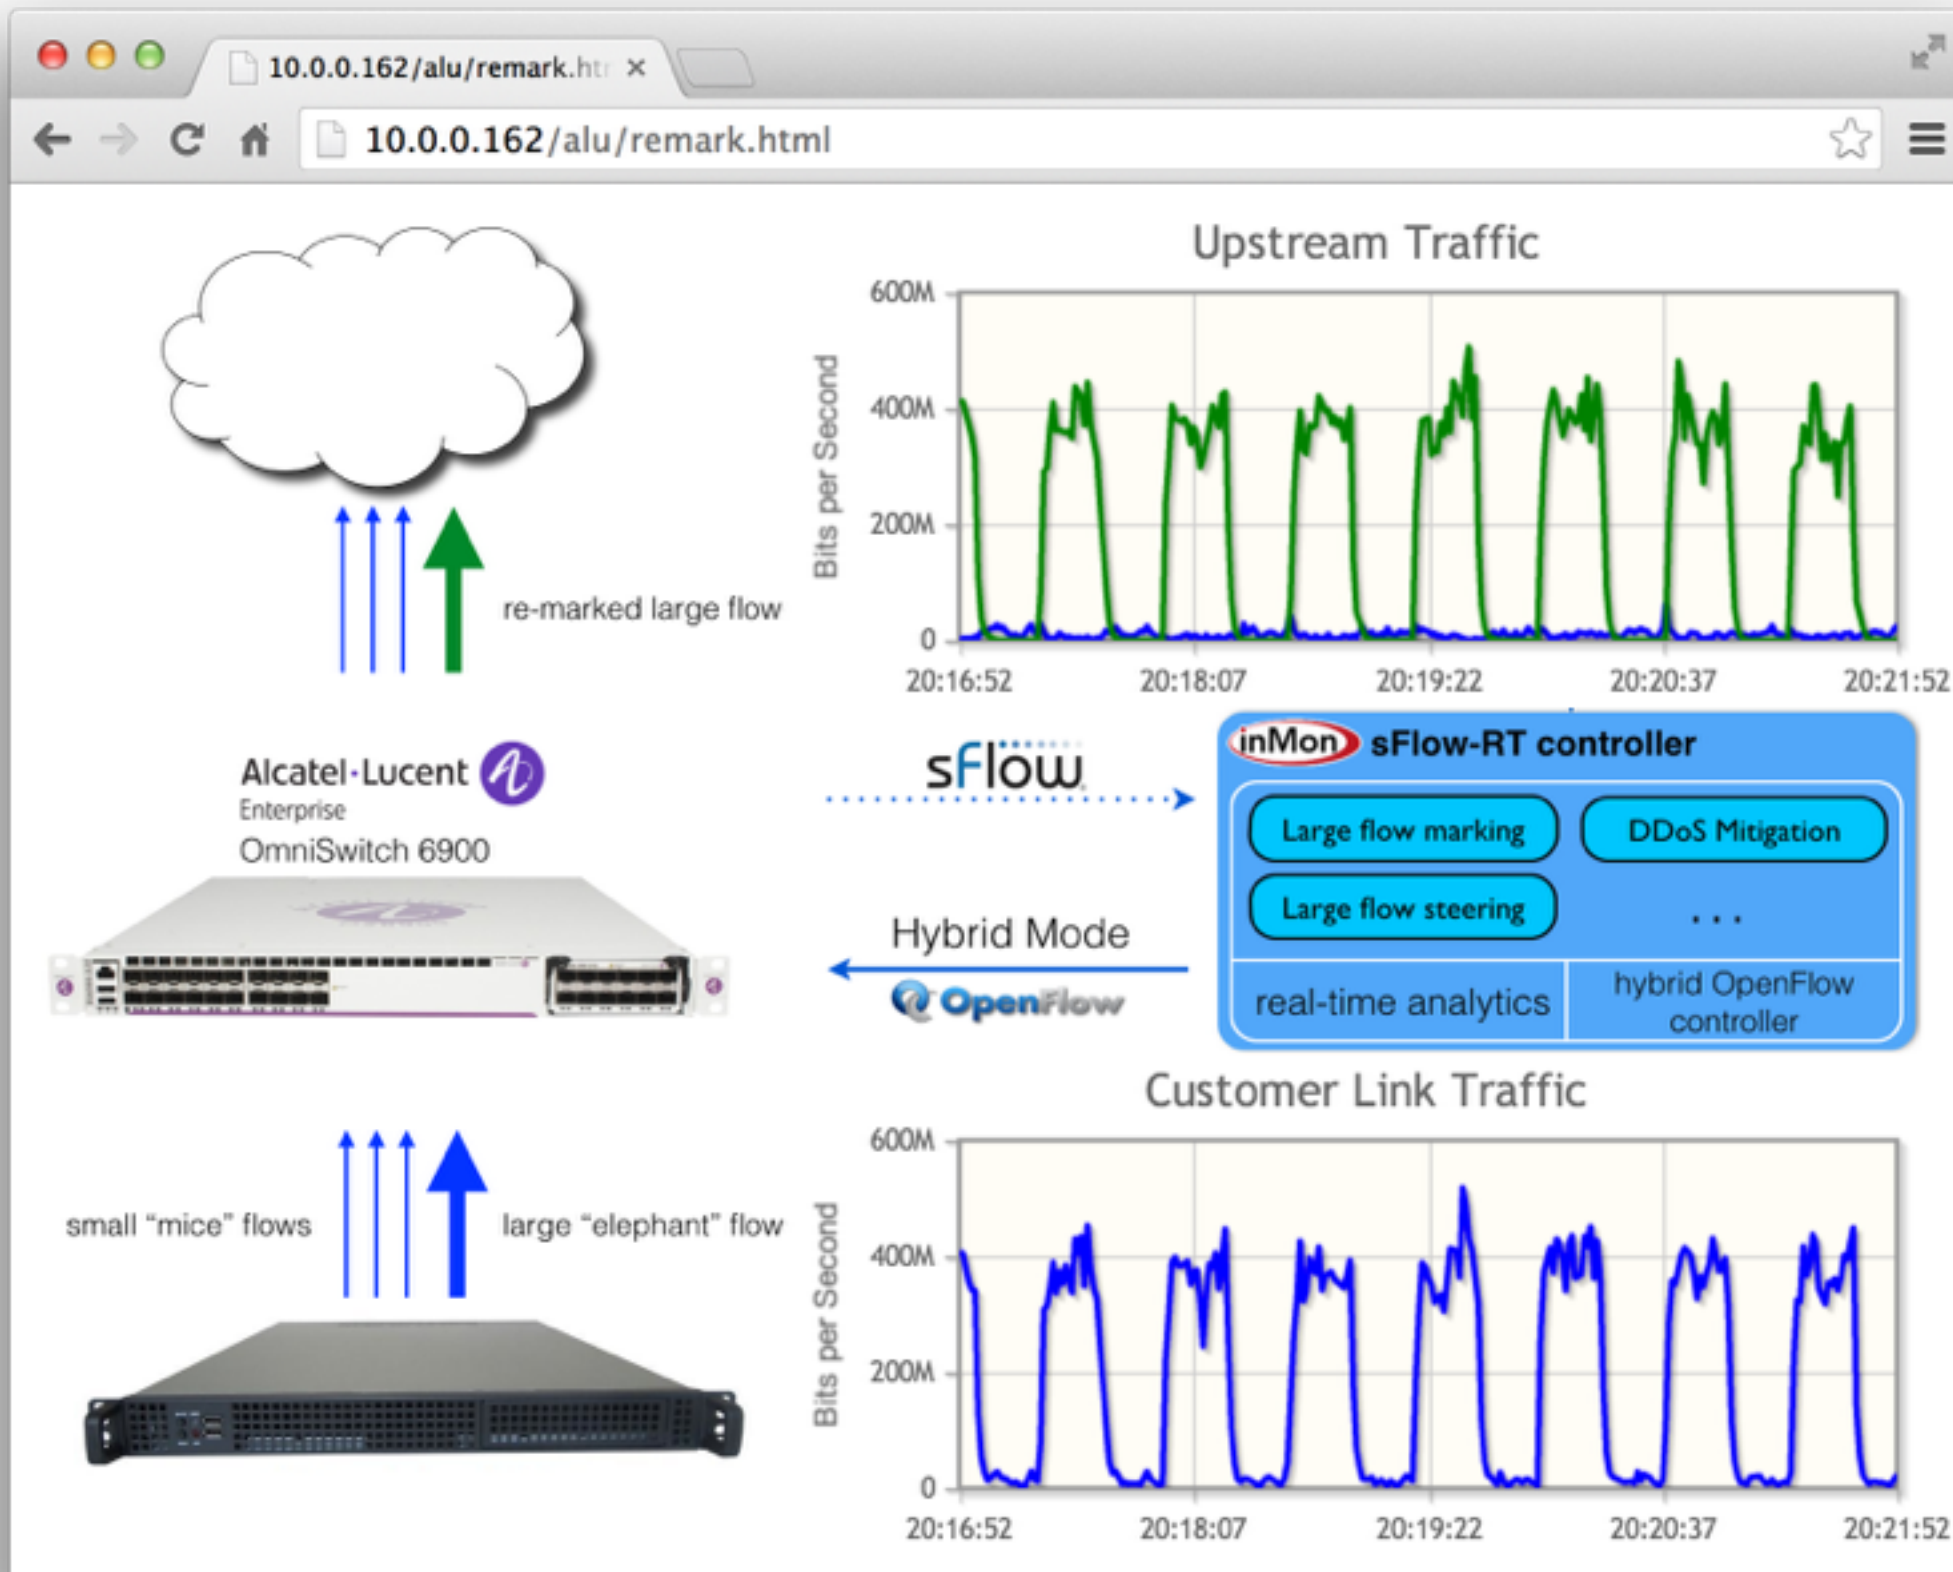 10.0.0.162/alu/remark.htm
10.0.0.162/alu/remark.html
Upstream Traffic
600M
400M
200M
0
Bits per Second
20:16:52
20:18:07
20:19:22
20:20:37
20:21:52
re-marked large flow
Alcatel·Lucent
Enterprise
OmniSwitch 6900
sFlow
Hybrid Mode
OpenFlow
inMon sFlow-RT controller
Large flow marking
DDoS Mitigation
Large flow steering
...
real-time analytics
hybrid OpenFlow
controller
small “mice” flows
large “elephant” flow
Customer Link Traffic
600M
400M
200M
0
Bits per Second
20:16:52
20:18:07
20:19:22
20:20:37
20:21:52